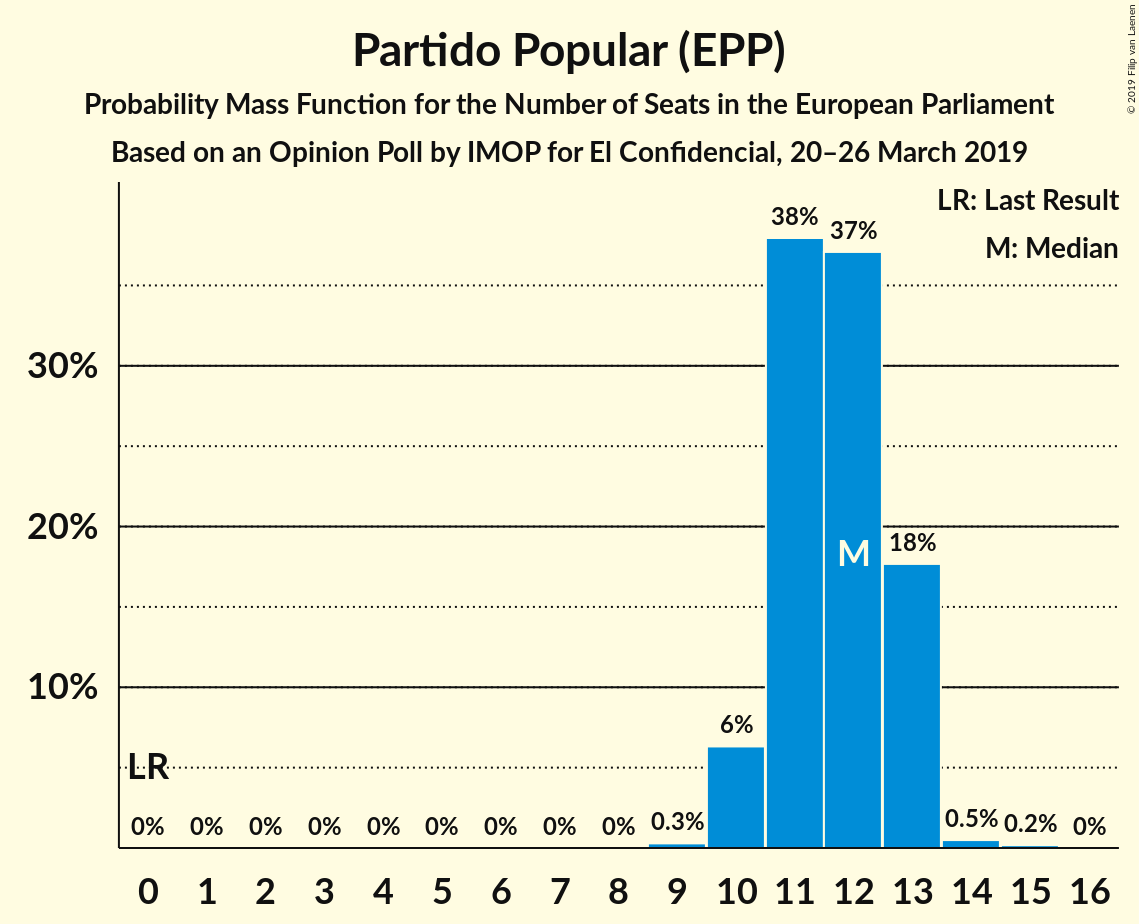 Partido Popular (EPP)
Probability Mass Function for the Number of Seats in the European Parliament
Based on an Opinion Poll by IMOP for El Confidencial, 20–26 March 2019
© 2019 Filip van Laenen
LR: Last Result
M: Median
38%
37%
30%
20%
M
18%
10%
6%
LR
0% 0% 0% 0% 0% 0% 0% 0% 0% 0.3% 0.5% 0.2% 0%
0 1 2 3 4 5 6 7 8 9 10 11 12 13 14 15 16